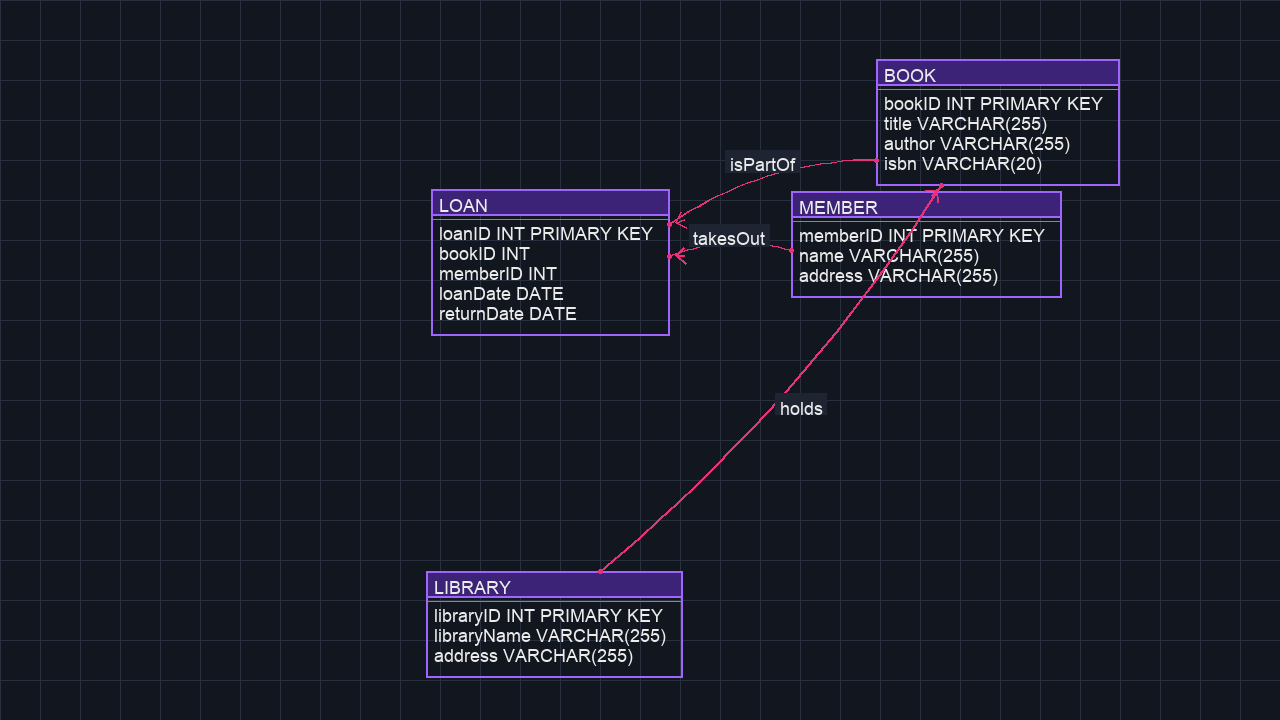 BOOK
bookID INT PRIMARY KEY
title VARCHAR(255)
author VARCHAR(255)
isbn VARCHAR(20)
isPartOf
LOAN
loanID INT PRIMARY KEY
bookID INT
memberID INT
loanDate DATE
returnDate DATE
takesOut
MEMBER
memberID INT PRIMARY KEY
name VARCHAR(255)
address VARCHAR(255)
holds
LIBRARY
libraryID INT PRIMARY KEY
libraryName VARCHAR(255)
address VARCHAR(255)